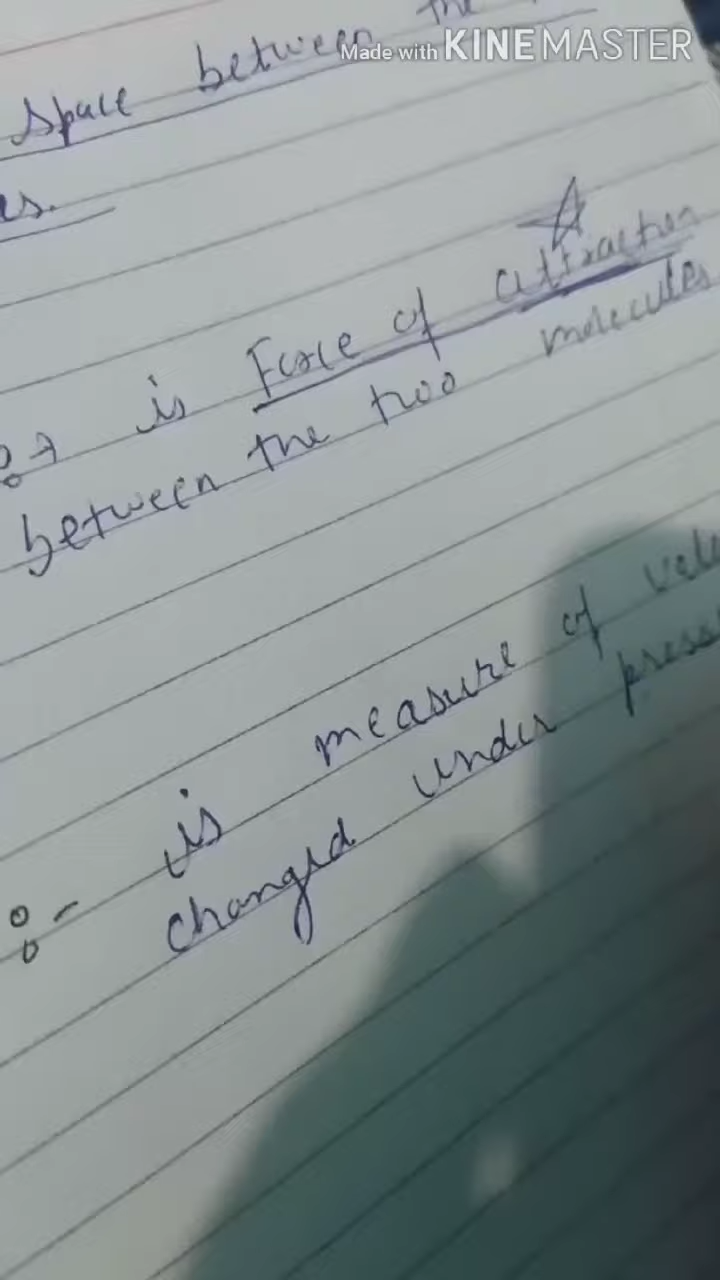 Made with KINEMASTER
space between the
es.
is Force of attraction
between the two molecules
:- is measure of
changed under